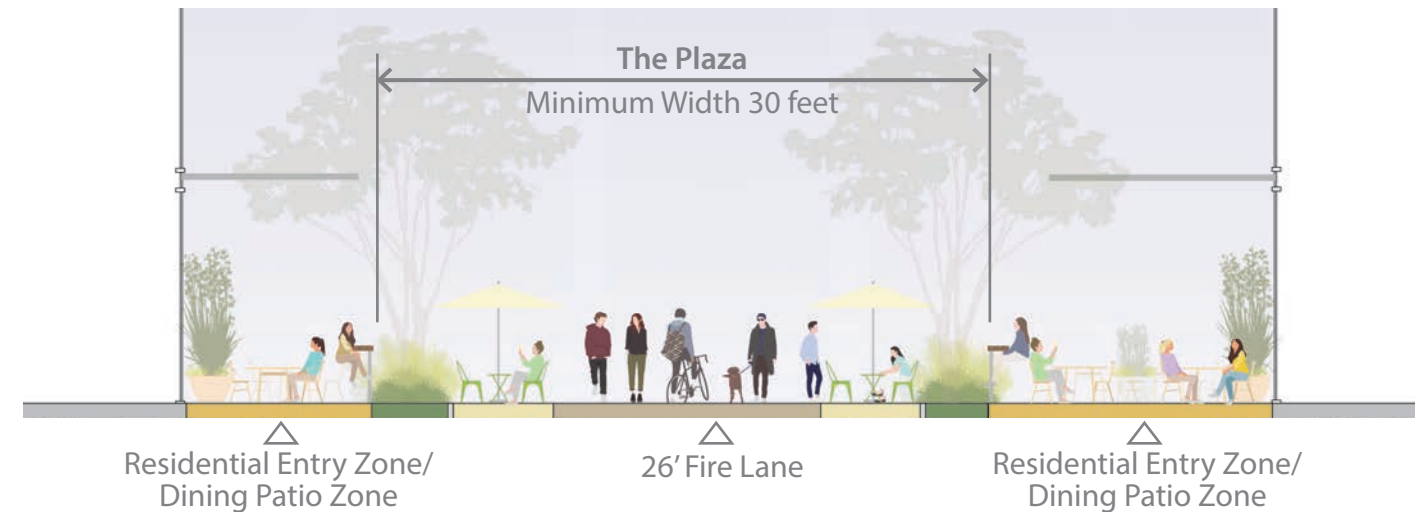 The Plaza
Minimum Width 30 feet
Residential Entry Zone/
Dining Patio Zone
26' Fire Lane
Residential Entry Zone/
Dining Patio Zone